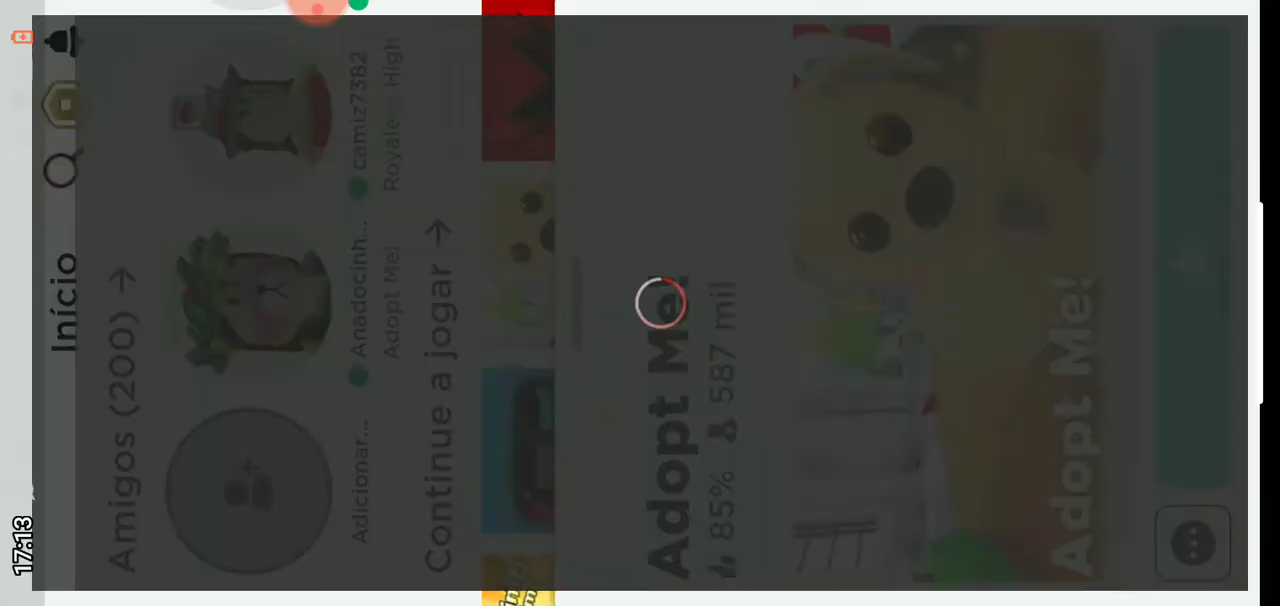 17:13
Início
Amigos (200) →
Adicionar...
Anadocinh...
Adopt Me!
camiz7382
Royale High
Continue a jogar →
Adopt Me!
85% 587 mil
Adopt Me!